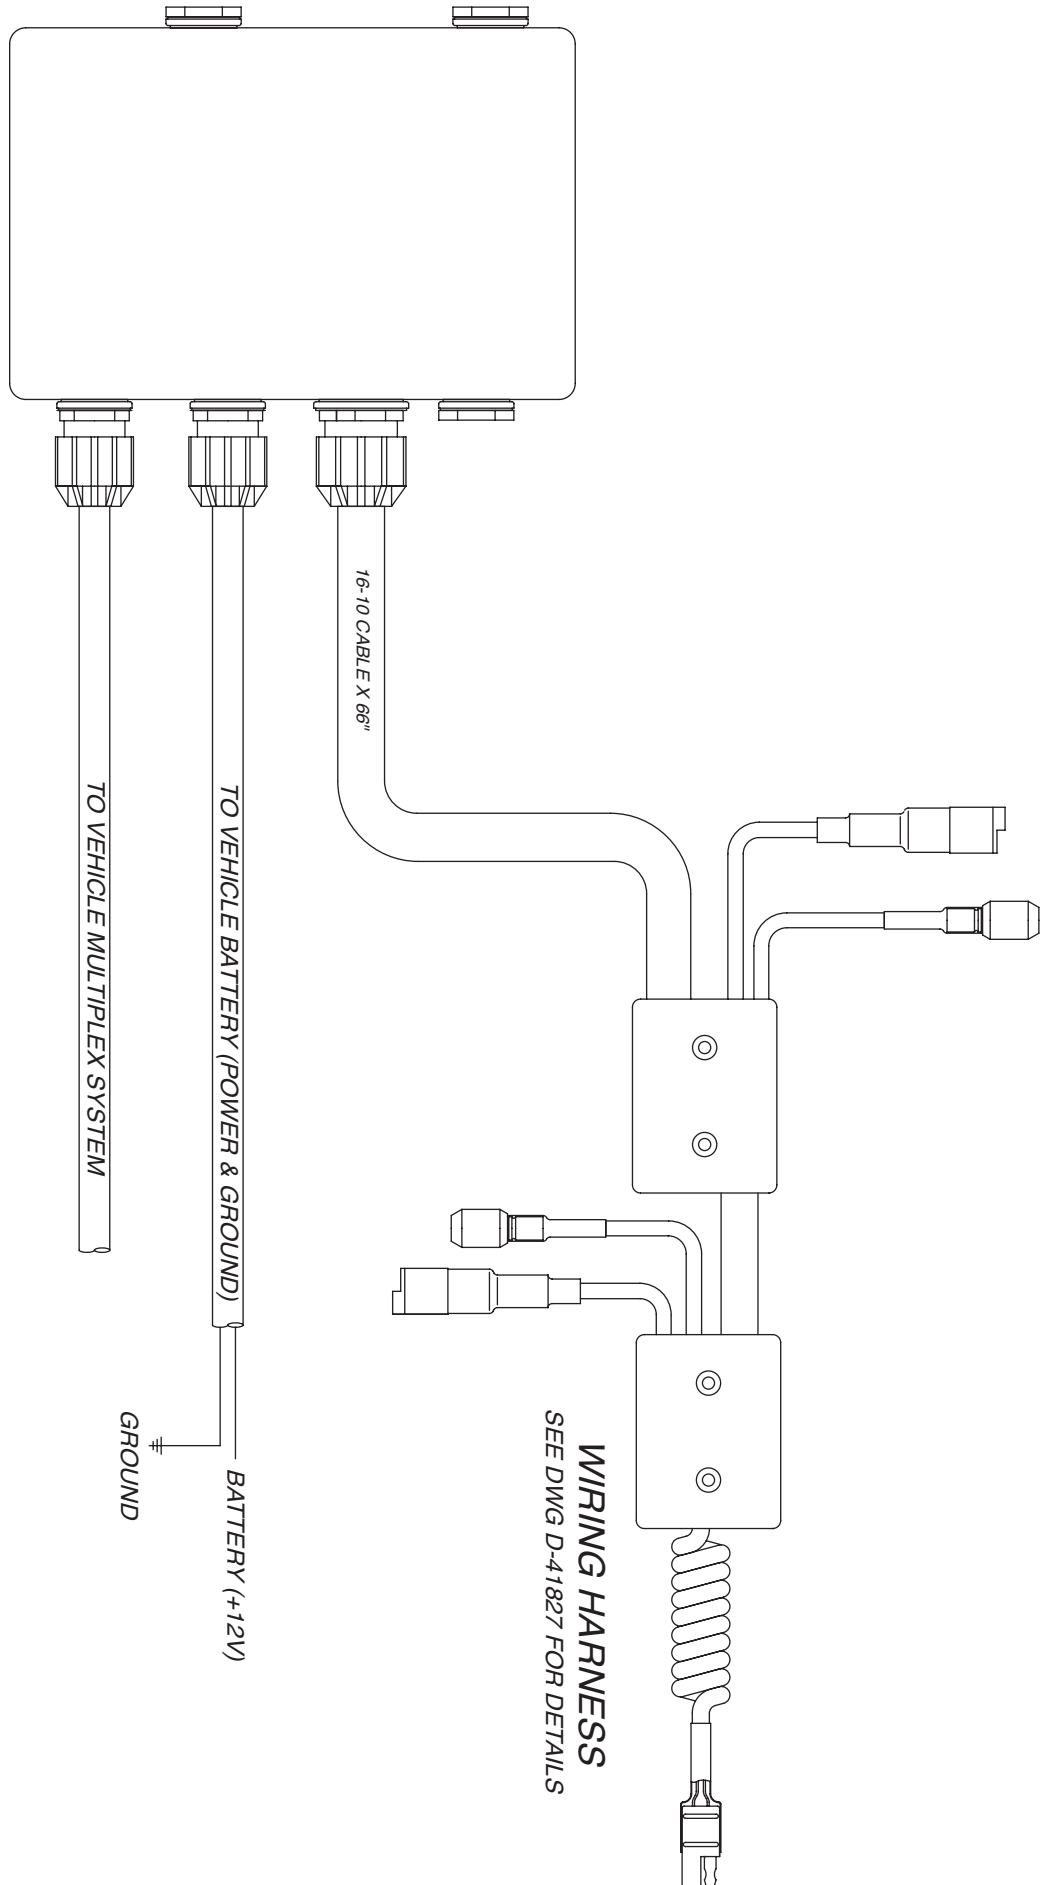 16-10 CABLE X 66"
TO VEHICLE BATTERY (POWER & GROUND)
TO VEHICLE MULTIPLEX SYSTEM
WIRING HARNESS
SEE DWG D-41827 FOR DETAILS
BATTERY (+12V)
GROUND